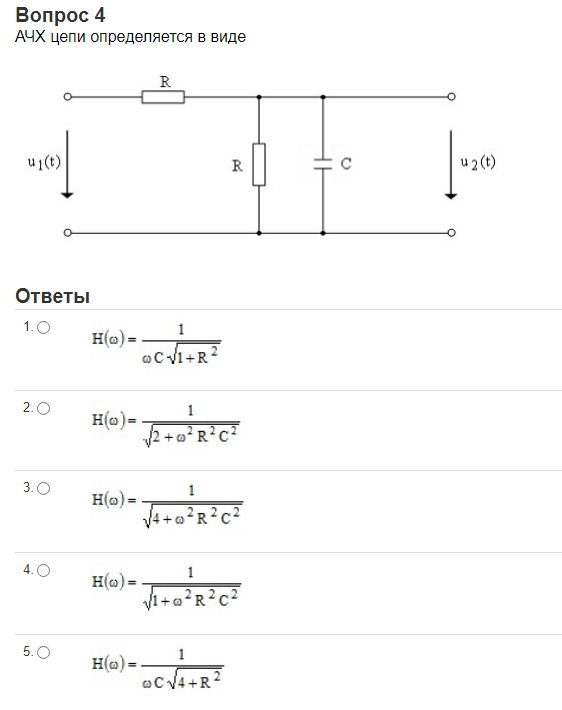 Вопрос 4
АЧХ цепи определяется в виде
R
u1(t)
R
C
u2(t)
Ответы
1.
H(ω)= 1 / ωC√1+R²
2.
H(ω)= 1 / √2+ω²R²C²
3.
H(ω)= 1 / √4+ω²R²C²
4.
H(ω)= 1 / √1+ω²R²C²
5.
H(ω)= 1 / ωC√4+R²